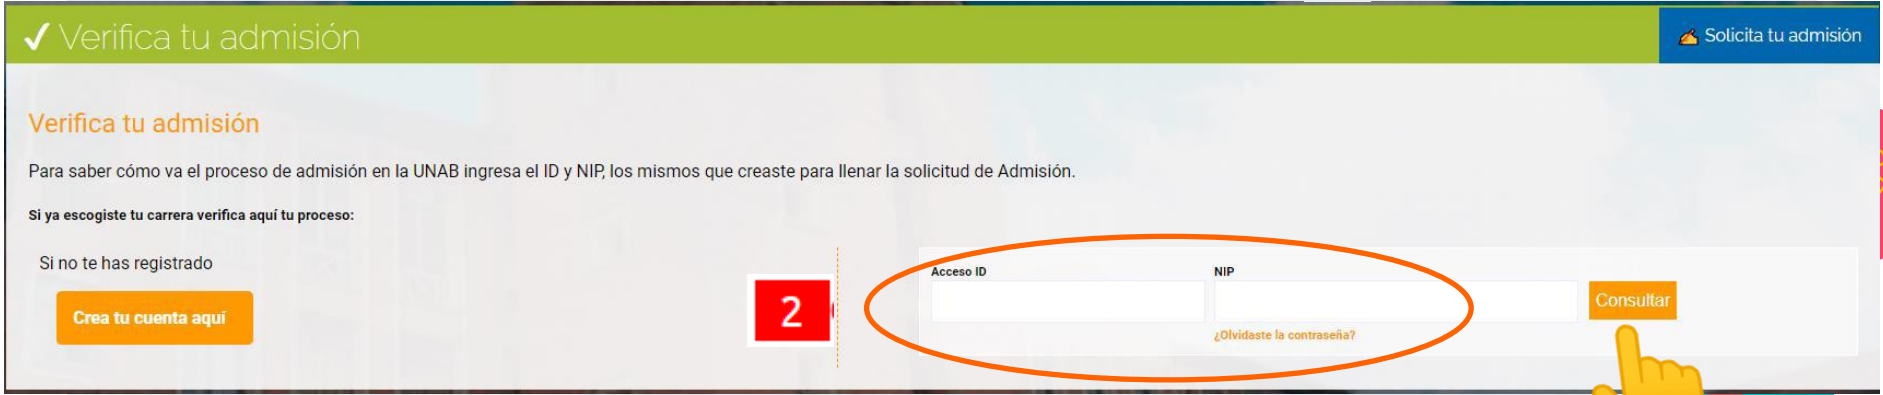 ✓ Verifica tu admisión
✍ Solicita tu admisión
Verifica tu admisión
Para saber cómo va el proceso de admisión en la UNAB ingresa el ID y NIP, los mismos que creaste para llenar la solicitud de Admisión.
Si ya escogiste tu carrera verifica aquí tu proceso:
Si no te has registrado
Crea tu cuenta aquí
2
Acceso ID
NIP
Consultar
¿Olvidaste la contraseña?